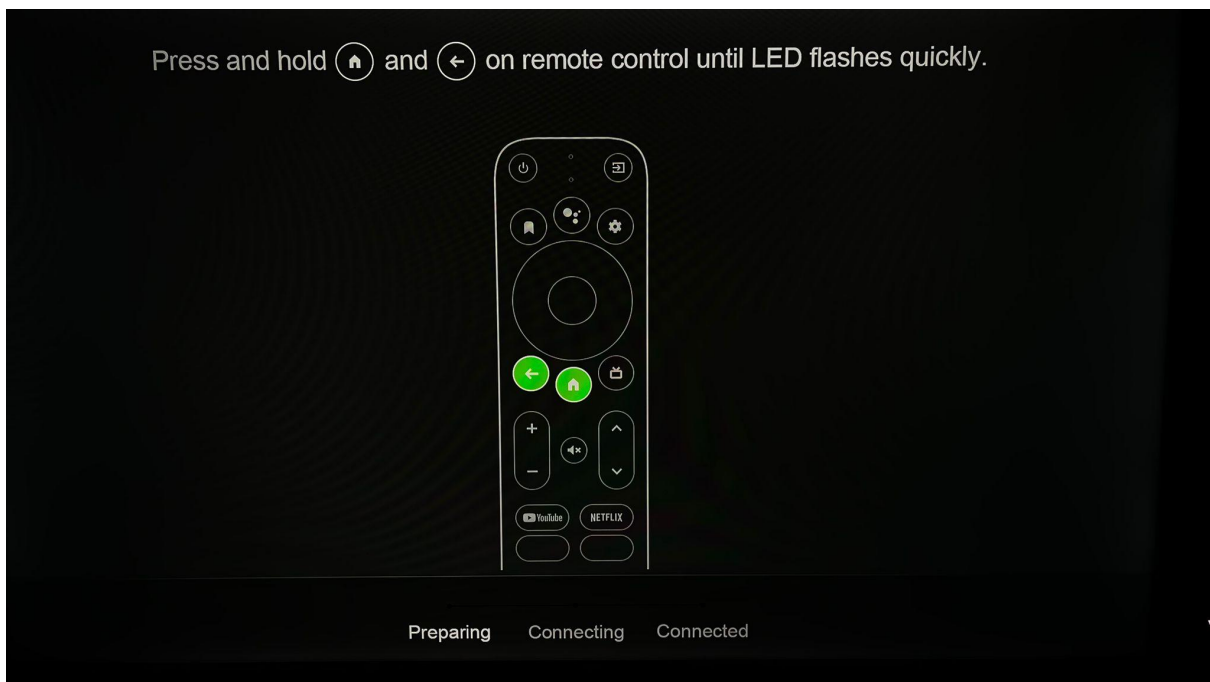 Press and hold and on remote control until LED flashes quickly.
YouTube NETFLIX
Preparing Connecting Connected